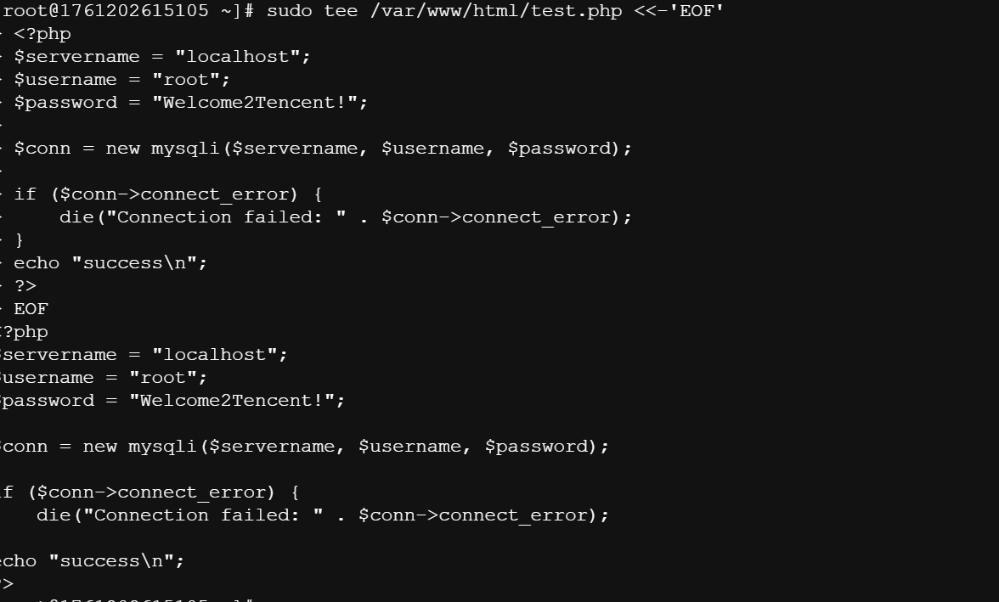 root@1761202615105 ~]# sudo tee /var/www/html/test.php <<-'EOF'
> <?php
> $servername = "localhost";
> $username = "root";
> $password = "Welcome2Tencent!";
>
> $conn = new mysqli($servername, $username, $password);
>
> if ($conn->connect_error) {
>     die("Connection failed: " . $conn->connect_error);
> }
> echo "success\n";
> ?>
> EOF
<?php
$servername = "localhost";
$username = "root";
$password = "Welcome2Tencent!";

$conn = new mysqli($servername, $username, $password);

if ($conn->connect_error) {
    die("Connection failed: " . $conn->connect_error);

echo "success\n";
?>